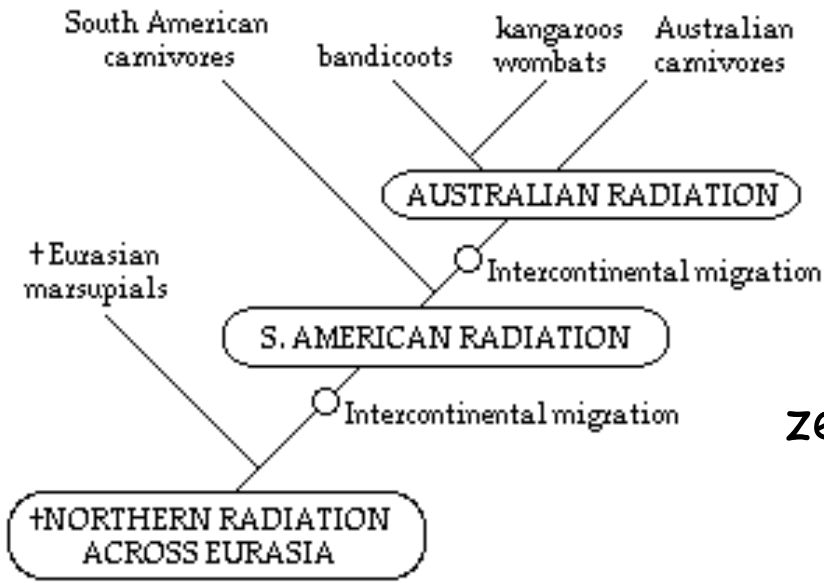 South American
carnivores
bandicoots
kangaroos
wombats
Australian
carnivores
AUSTRALIAN RADIATION
Intercontinental migration
†Eurasian
marsupials
S. AMERICAN RADIATION
Intercontinental migration
†NORTHERN RADIATION
ACROSS EURASIA